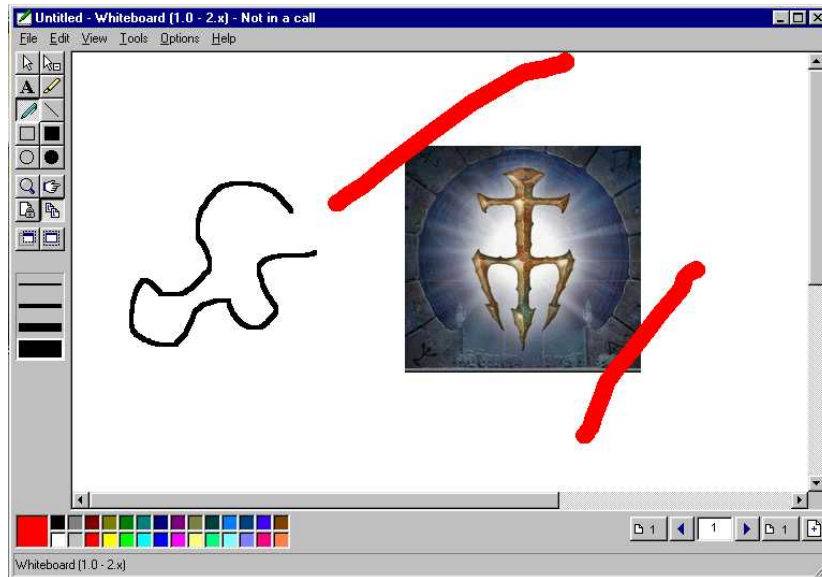 Untitled - Whiteboard (1.0 - 2.x) - Not in a call
File Edit View Tools Options Help
A
1 1 1
Whiteboard (1.0 - 2.x)